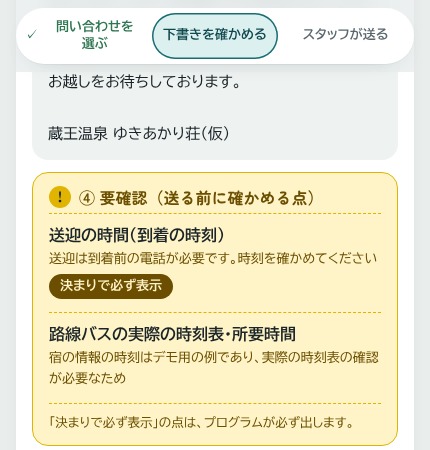 ✓ 問い合わせを
選ぶ
下書きを確かめる
スタッフが送る
お越しをお待ちしております。
蔵王温泉 ゆきあかり荘(仮)
! ④ 要確認（送る前に確かめる点）
送迎の時間(到着の時刻)
送迎は到着前の電話が必要です。時刻を確かめてください
決まりで必ず表示
路線バスの実際の時刻表・所要時間
宿の情報の時刻はデモ用の例であり、実際の時刻表の確認
が必要なため
「決まりで必ず表示」の点は、プログラムが必ず出します。